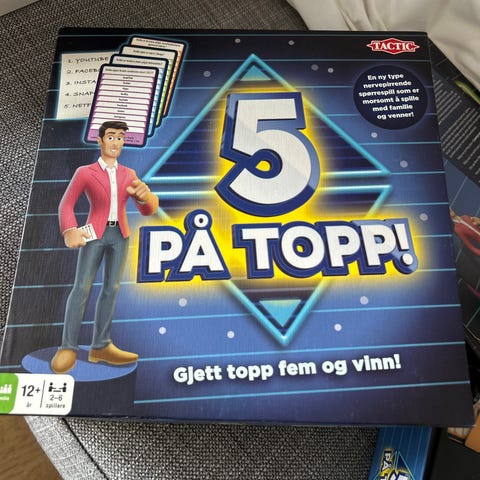 TACTIC
En ny type
nervepirrende
spørrespill som er
morsomt å spille
med familie
og venner!
1. YOUTUBE
2. FACEB
3. INSTA
4. SNAP
5. NETF
5
PÅ TOPP!
Gjett topp fem og vinn!
12+
år
2-6
spillere